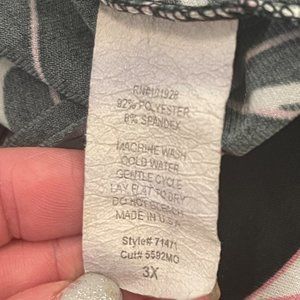 92% POLYESTER
8% SPANDEX
MACHINE WASH
COLD WATER
GENTLE CYCLE
LAY FLAT TO DRY
DO NOT BLEACH
MADE IN U.S.A
Style# 71471
Cut# 5592MO
3X